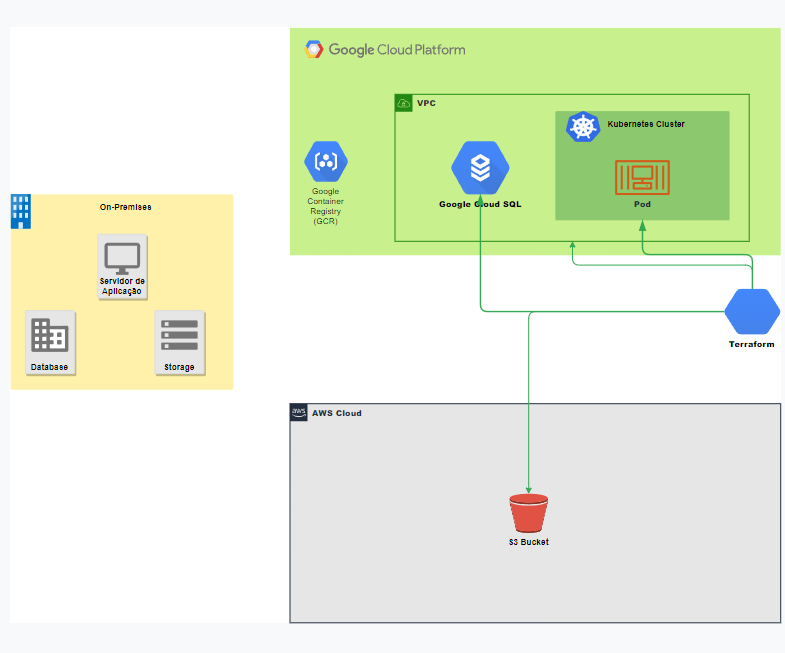 Google Cloud Platform
VPC
Kubernetes Cluster
Google
Container
Registry
(GCR)
Google Cloud SQL
Pod
On-Premises
Servidor de
Aplicação
Database
Storage
Terraform
aws
AWS Cloud
S3 Bucket